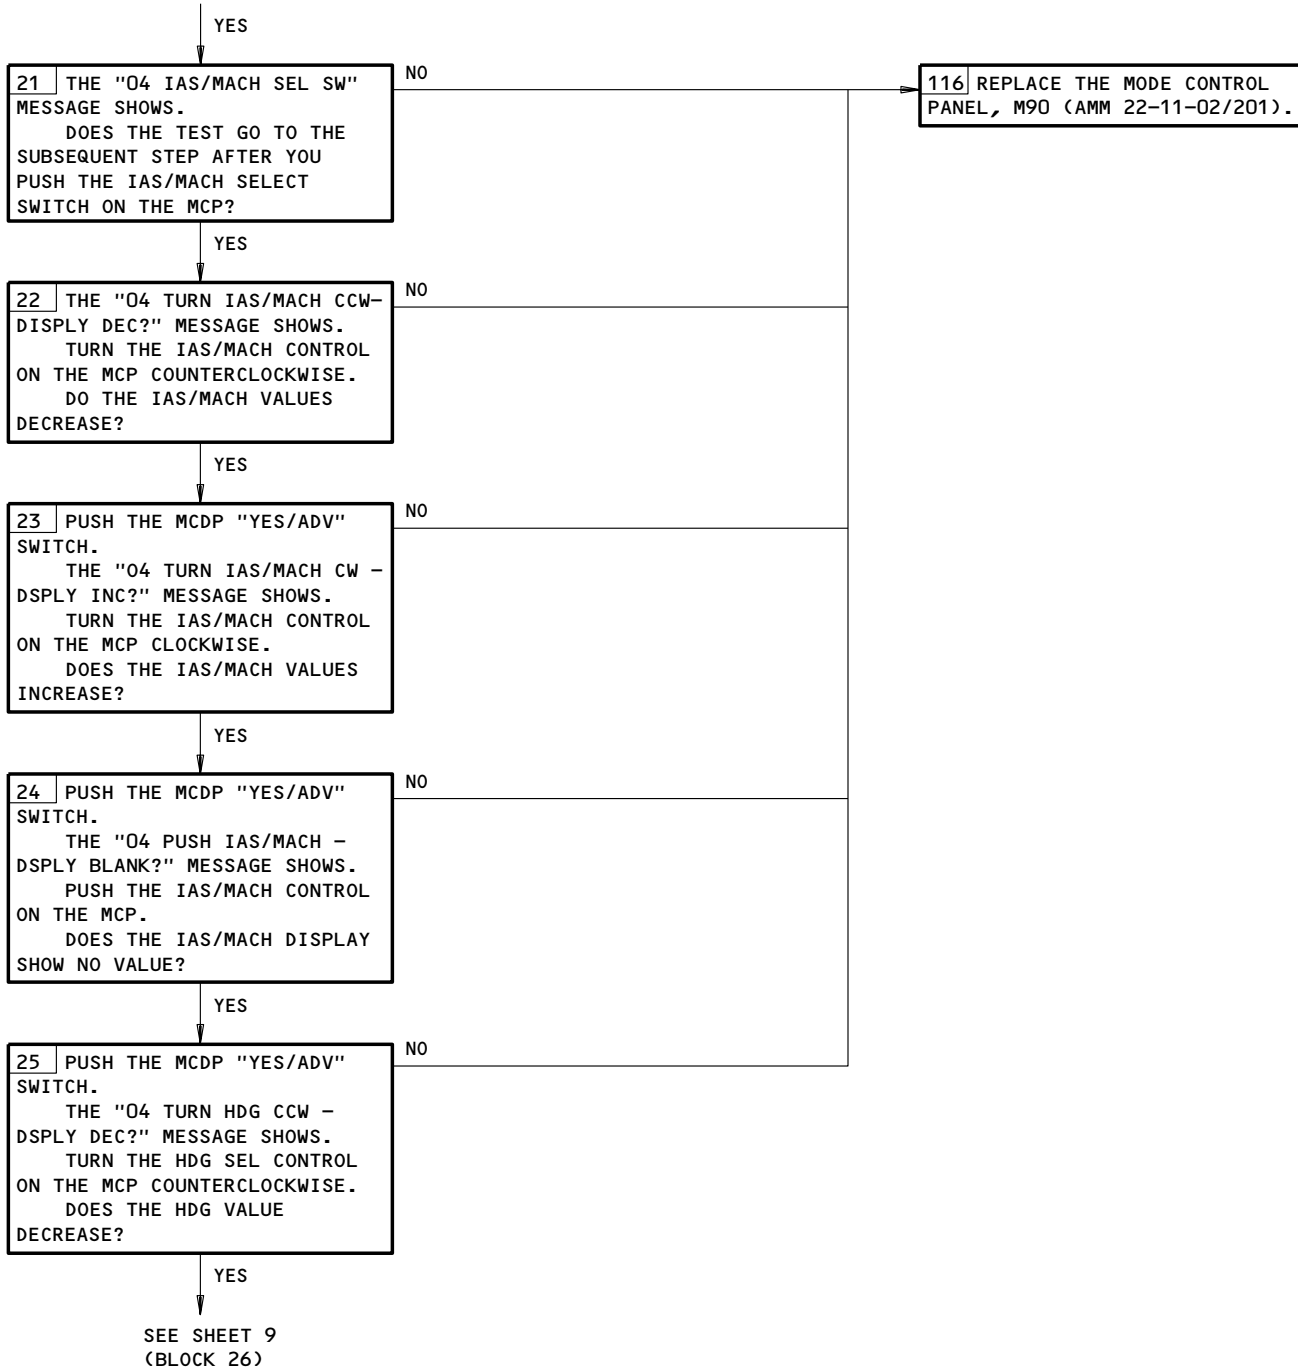 YES
21 THE "04 IAS/MACH SEL SW"
MESSAGE SHOWS.
DOES THE TEST GO TO THE
SUBSEQUENT STEP AFTER YOU
PUSH THE IAS/MACH SELECT
SWITCH ON THE MCP?
NO
116 REPLACE THE MODE CONTROL
PANEL, M90 (AMM 22-11-02/201).
YES
22 THE "04 TURN IAS/MACH CCW-
DISPLY DEC?" MESSAGE SHOWS.
TURN THE IAS/MACH CONTROL
ON THE MCP COUNTERCLOCKWISE.
DO THE IAS/MACH VALUES
DECREASE?
NO
YES
23 PUSH THE MCDP "YES/ADV"
SWITCH.
THE "04 TURN IAS/MACH CW -
DSPLY INC?" MESSAGE SHOWS.
TURN THE IAS/MACH CONTROL
ON THE MCP CLOCKWISE.
DOES THE IAS/MACH VALUES
INCREASE?
NO
YES
24 PUSH THE MCDP "YES/ADV"
SWITCH.
THE "04 PUSH IAS/MACH -
DSPLY BLANK?" MESSAGE SHOWS.
PUSH THE IAS/MACH CONTROL
ON THE MCP.
DOES THE IAS/MACH DISPLAY
SHOW NO VALUE?
NO
YES
25 PUSH THE MCDP "YES/ADV"
SWITCH.
THE "04 TURN HDG CCW -
DSPLY DEC?" MESSAGE SHOWS.
TURN THE HDG SEL CONTROL
ON THE MCP COUNTERCLOCKWISE.
DOES THE HDG VALUE
DECREASE?
NO
YES
SEE SHEET 9
(BLOCK 26)